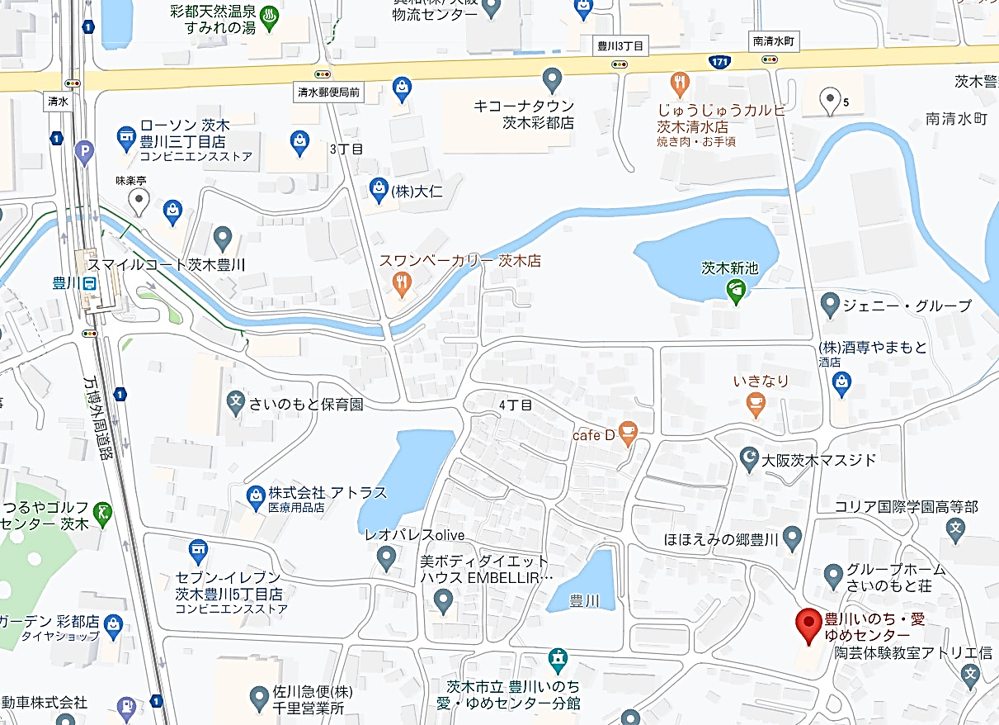 彩都天然温泉
すみれの湯
物流センター
1
豊川3丁目
南清水町
171
清水
清水郵便局前
キコーナタウン
茨木彩都店
じゅうじゅうカルビ
茨木清水店
焼き肉・お手頃
5
南清水町
1
ローソン 茨木
豊川三丁目店
コンビニエンスストア
P
3丁目
味楽亭
(株)大仁
スマイルコート茨木豊川
スワンベーカリー 茨木店
豊川
茨木新池
ジェニー・グループ
(株)酒専やまもと
酒店
いきなり
万博外周道路
1
さいのもと保育園
4丁目
cafe D
大阪茨木マスジド
つるやゴルフ
センター 茨木
株式会社 アトラス
医療用品店
コリア国際学園高等部
レオパレスolive
ほほえみの郷豊川
セブン-イレブン
茨木豊川5丁目店
コンビニエンスストア
美ボディダイエット
ハウス EMBELLIR…
グループホーム
さいのもと荘
豊川
ガーデン 彩都店
タイヤショップ
豊川いのち・愛
ゆめセンター
陶芸体験教室アトリエ信
茨木市立 豊川いのち
愛・ゆめセンター分館
佐川急便(株)
千里営業所
動車株式会社
1